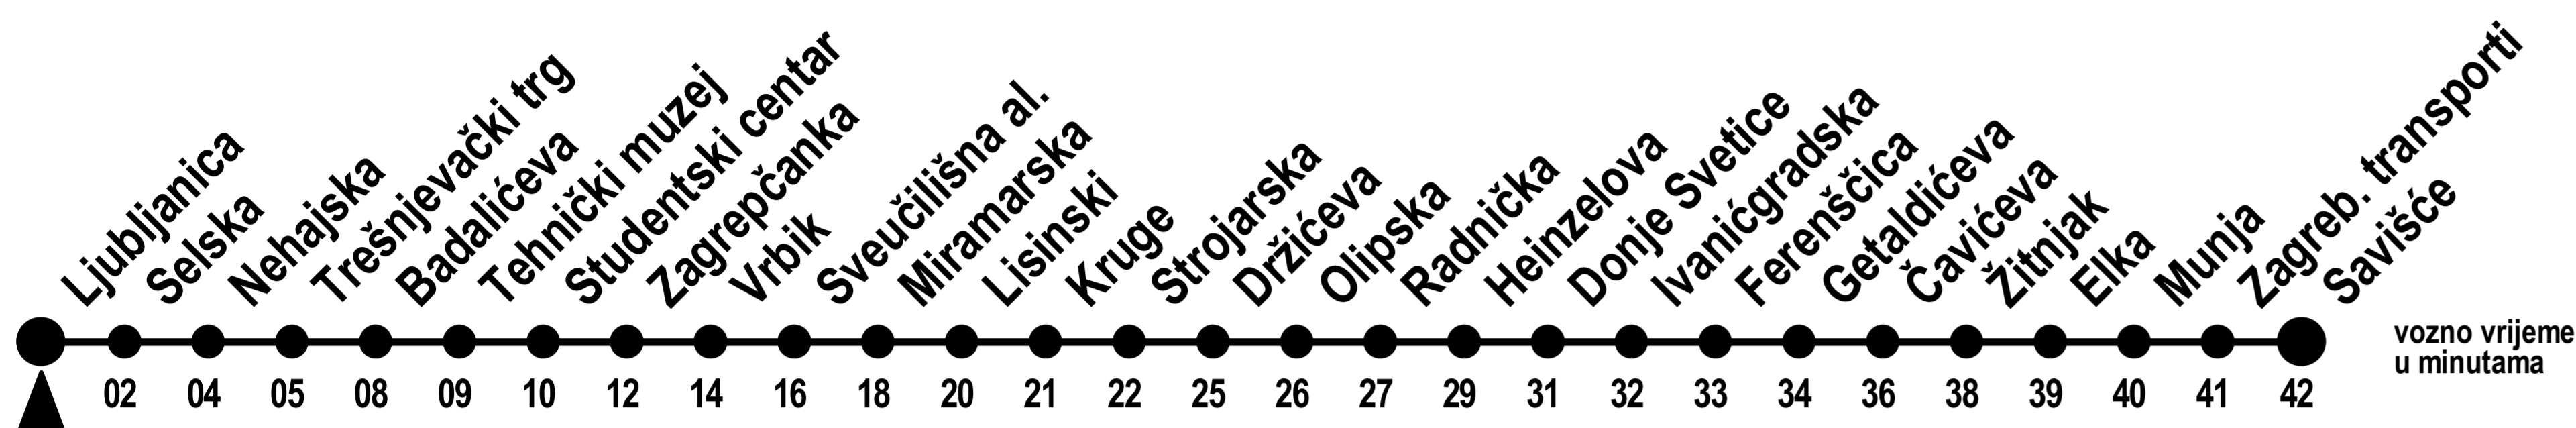 Ljubljanica
Selska
Nehajska
Trešnjevački trg
Badalićeva
Tehnički muzej
Studentski centar
Zagrepčanka
Vrbik
Sveučilišna al.
Miramarska
Lisinski
Kruge
Strojarska
Držićeva
Olipska
Radnička
Heinzelova
Donje Svetice
Ivanićgradska
Ferenščica
Getaldićeva
Čavićeva
Žitnjak
Elka
Munja
Zagreb. transporti
Savišće
02 04 05 08 09 10 12 14 16 18 20 21 22 25 26 27 29 31 32 33 34 36 38 39 40 41 42
vozno vrijeme
u minutama